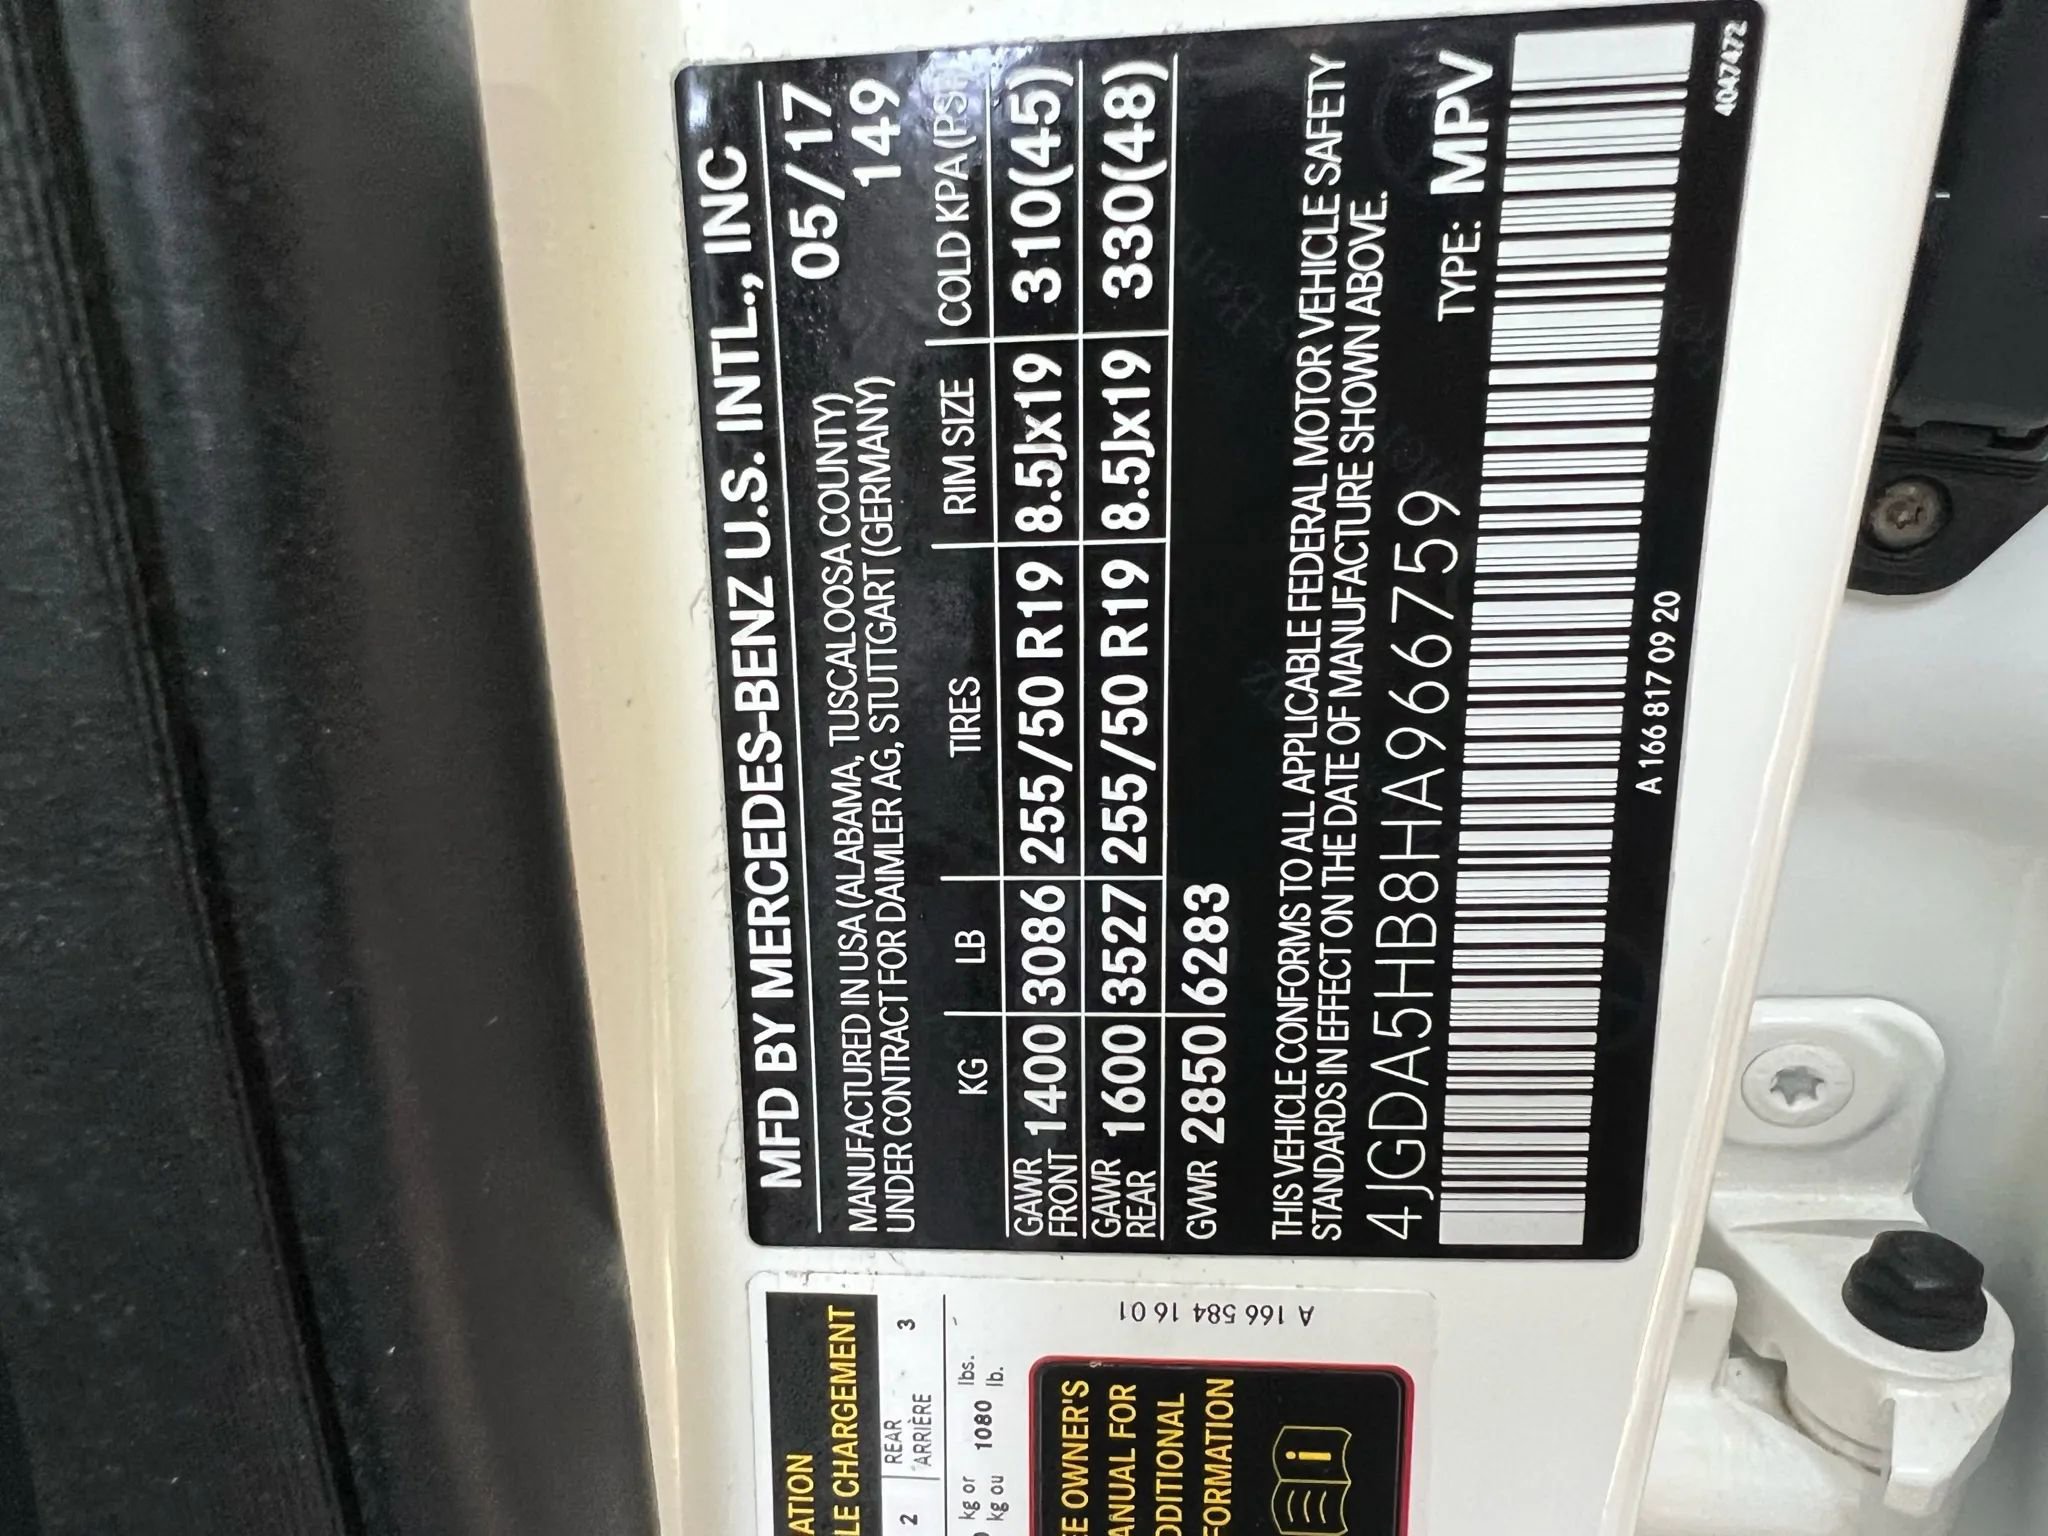 MFD BY MERCEDES-BENZ U.S. INTL., INC
05/17
MANUFACTURED IN USA (ALABAMA, TUSCALOOSA COUNTY)
149
UNDER CONTRACT FOR DAIMLER AG, STUTTGART (GERMANY)
KG LB TIRES RIM SIZE COLD KPA (PSI)
GAWR FRONT 1400 3086 255/50 R19 8.5Jx19 310(45)
GAWR REAR 1600 3527 255/50 R19 8.5Jx19 330(48)
GVWR 2850 6283
THIS VEHICLE CONFORMS TO ALL APPLICABLE FEDERAL MOTOR VEHICLE SAFETY
STANDARDS IN EFFECT ON THE DATE OF MANUFACTURE SHOWN ABOVE.
4JGDA5HB8HA966759 TYPE: MPV
A 166 817 09 20
4047472
CHARGEMENT
2 REAR 3
ARRIÈRE
kg or 1080 lbs.
kg ou lb.
A 166 584 16 01
OWNER'S
FOR